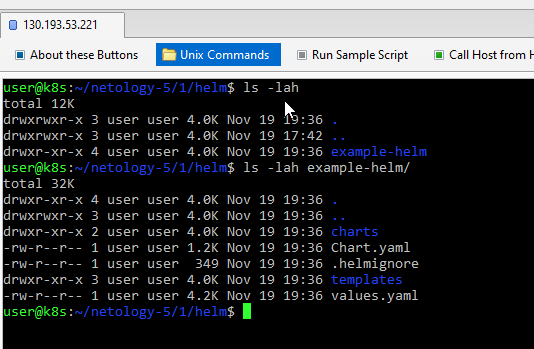 130.193.53.221
About these Buttons Unix Commands Run Sample Script Call Host from H
user@k8s:~/netology-5/1/helm$ ls -lah
total 12K
drwxrwxr-x 3 user user 4.0K Nov 19 19:36 .
drwxrwxr-x 3 user user 4.0K Nov 19 17:42 ..
drwxr-xr-x 4 user user 4.0K Nov 19 19:36 example-helm
user@k8s:~/netology-5/1/helm$ ls -lah example-helm/
total 32K
drwxr-xr-x 4 user user 4.0K Nov 19 19:36 .
drwxrwxr-x 3 user user 4.0K Nov 19 19:36 ..
drwxr-xr-x 2 user user 4.0K Nov 19 19:36 charts
-rw-r--r-- 1 user user 1.2K Nov 19 19:36 Chart.yaml
-rw-r--r-- 1 user user  349 Nov 19 19:36 .helmignore
drwxr-xr-x 3 user user 4.0K Nov 19 19:36 templates
-rw-r--r-- 1 user user 4.2K Nov 19 19:36 values.yaml
user@k8s:~/netology-5/1/helm$